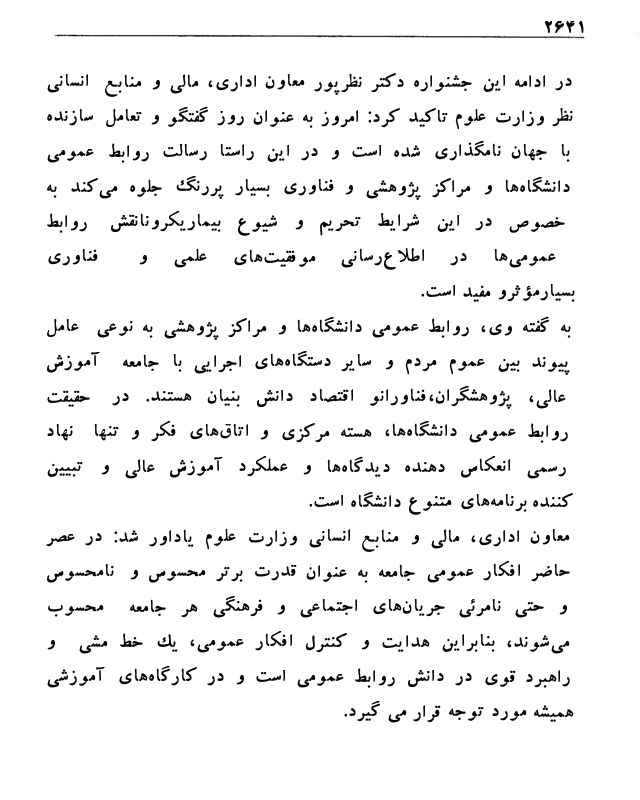 ۲۶۴۱
در ادامه این جشنواره دکتر نظرپور معاون اداری، مالی و منابع انسانی
نظر وزارت علوم تاکید کرد: امروز به عنوان روز گفتگو و تعامل سازنده
با جهان نامگذاری شده است و در این راستا رسالت روابط عمومی
دانشگاه‌ها و مراکز پژوهشی و فناوری بسیار پررنگ جلوه می‌کند به
خصوص در این شرایط تحریم و شیوع بیماریکرونانقش روابط
عمومی‌ها در اطلاع‌رسانی موفقیت‌های علمی و فناوری
بسیارمؤثرو مفید است.
به گفته وی، روابط عمومی دانشگاه‌ها و مراکز پژوهشی به نوعی عامل
پیوند بین عموم مردم و سایر دستگاه‌های اجرایی با جامعه آموزش
عالی، پژوهشگران،فناورانو اقتصاد دانش بنیان هستند. در حقیقت
روابط عمومی دانشگاه‌ها، هسته مرکزی و اتاق‌های فکر و تنها نهاد
رسمی انعکاس دهنده دیدگاه‌ها و عملکرد آموزش عالی و تبیین
کننده برنامه‌های متنوع دانشگاه است.
معاون اداری، مالی و منابع انسانی وزارت علوم یاداور شد: در عصر
حاضر افکار عمومی جامعه به عنوان قدرت برتر محسوس و نامحسوس
و حتی نامرئی جریان‌های اجتماعی و فرهنگی هر جامعه محسوب
می‌شوند، بنابراین هدایت و کنترل افکار عمومی، یك خط مشی و
راهبرد قوی در دانش روابط عمومی است و در کارگاه‌های آموزشی
همیشه مورد توجه قرار می گیرد.